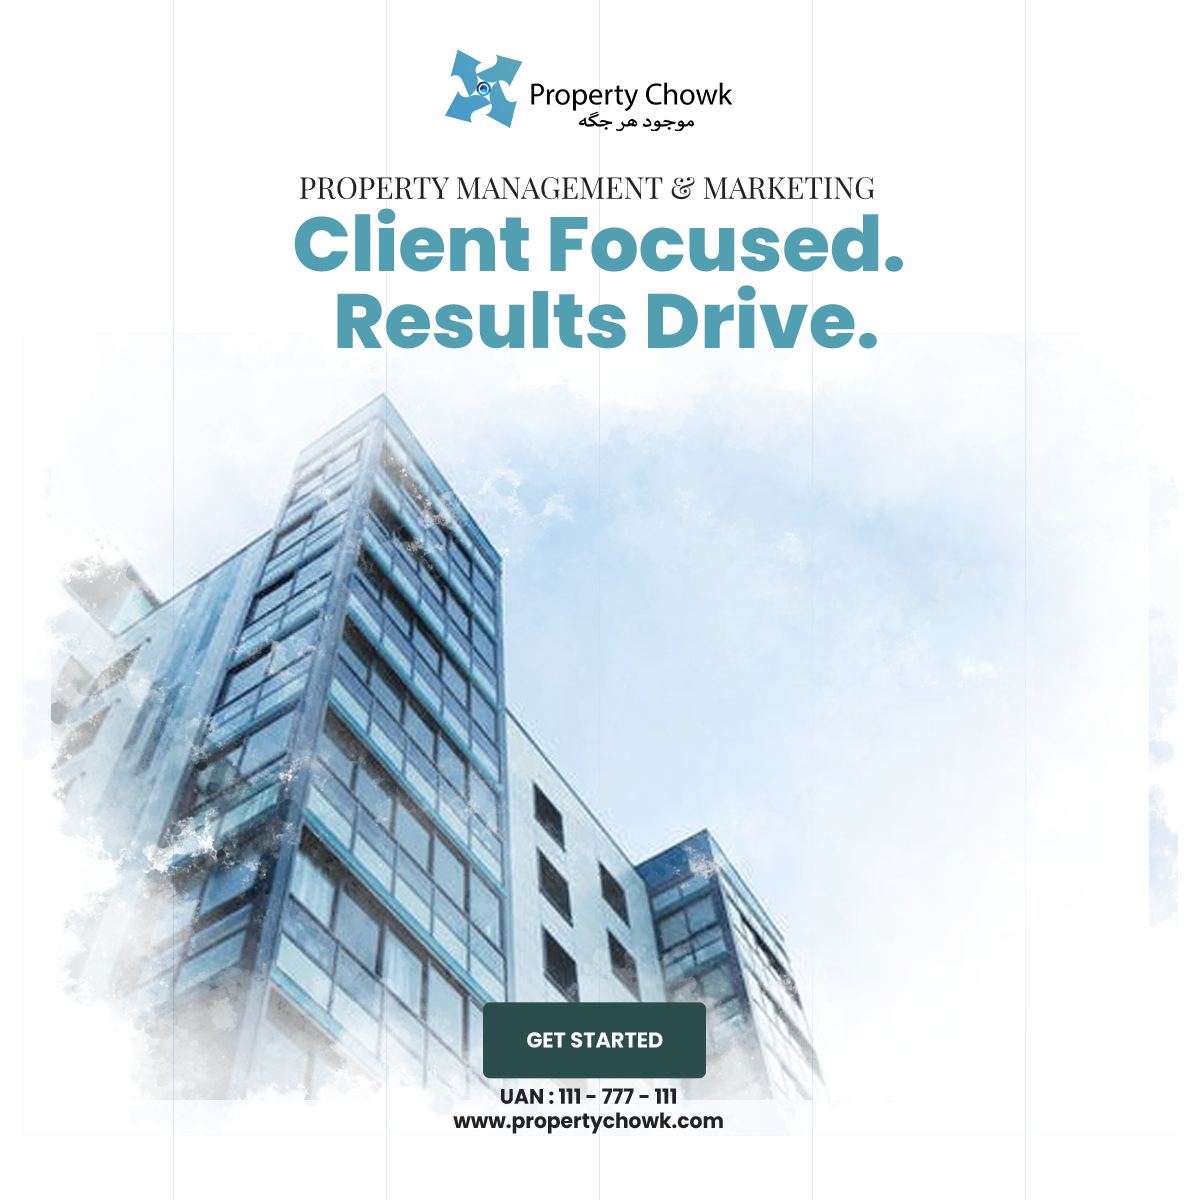 Property Chowk
موجود هر جگه
PROPERTY MANAGEMENT & MARKETING
Client Focused.
Results Drive.
GET STARTED
UAN : 111 - 777 - 111
www.propertychowk.com